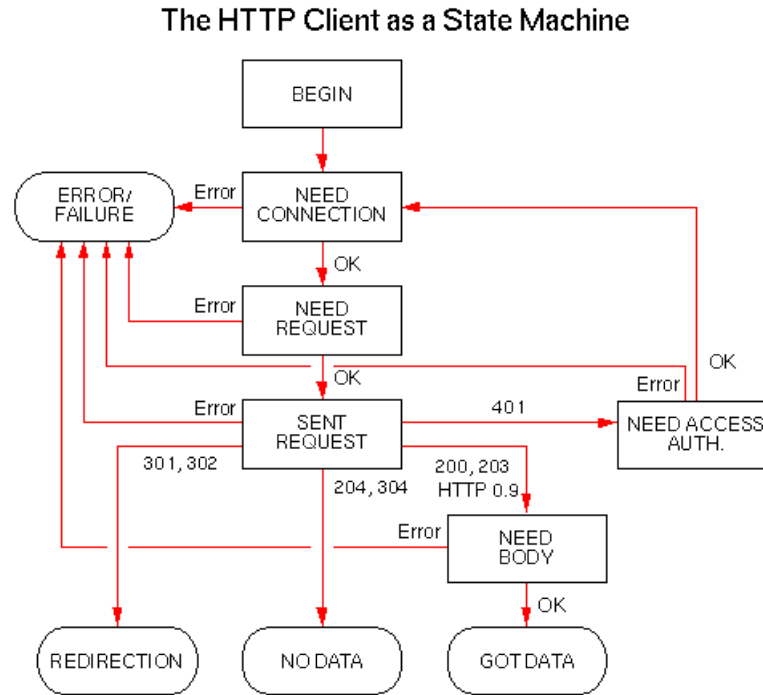 The HTTP Client as a State Machine
BEGIN
ERROR/
FAILURE
Error
NEED
CONNECTION
OK
Error
NEED
REQUEST
OK
Error
OK
Error
SENT
REQUEST
401
NEED ACCESS
AUTH.
301, 302
204, 304
200, 203
HTTP 0.9
Error
NEED
BODY
OK
REDIRECTION
NO DATA
GOT DATA